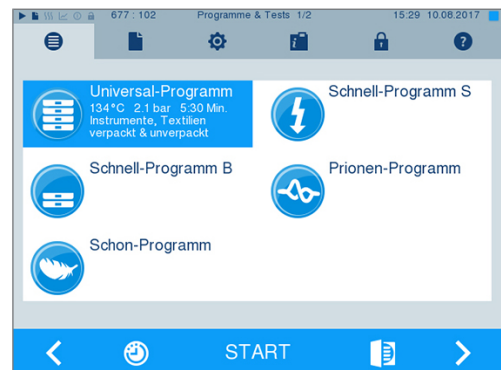 677 : 102 Programme & Tests 1/2 15:29 10.08.2017
Universal-Programm
134°C 2.1 bar 5:30 Min.
Instrumente, Textilien
verpackt & unverpackt
Schnell-Programm S
Schnell-Programm B
Prionen-Programm
Schon-Programm
START